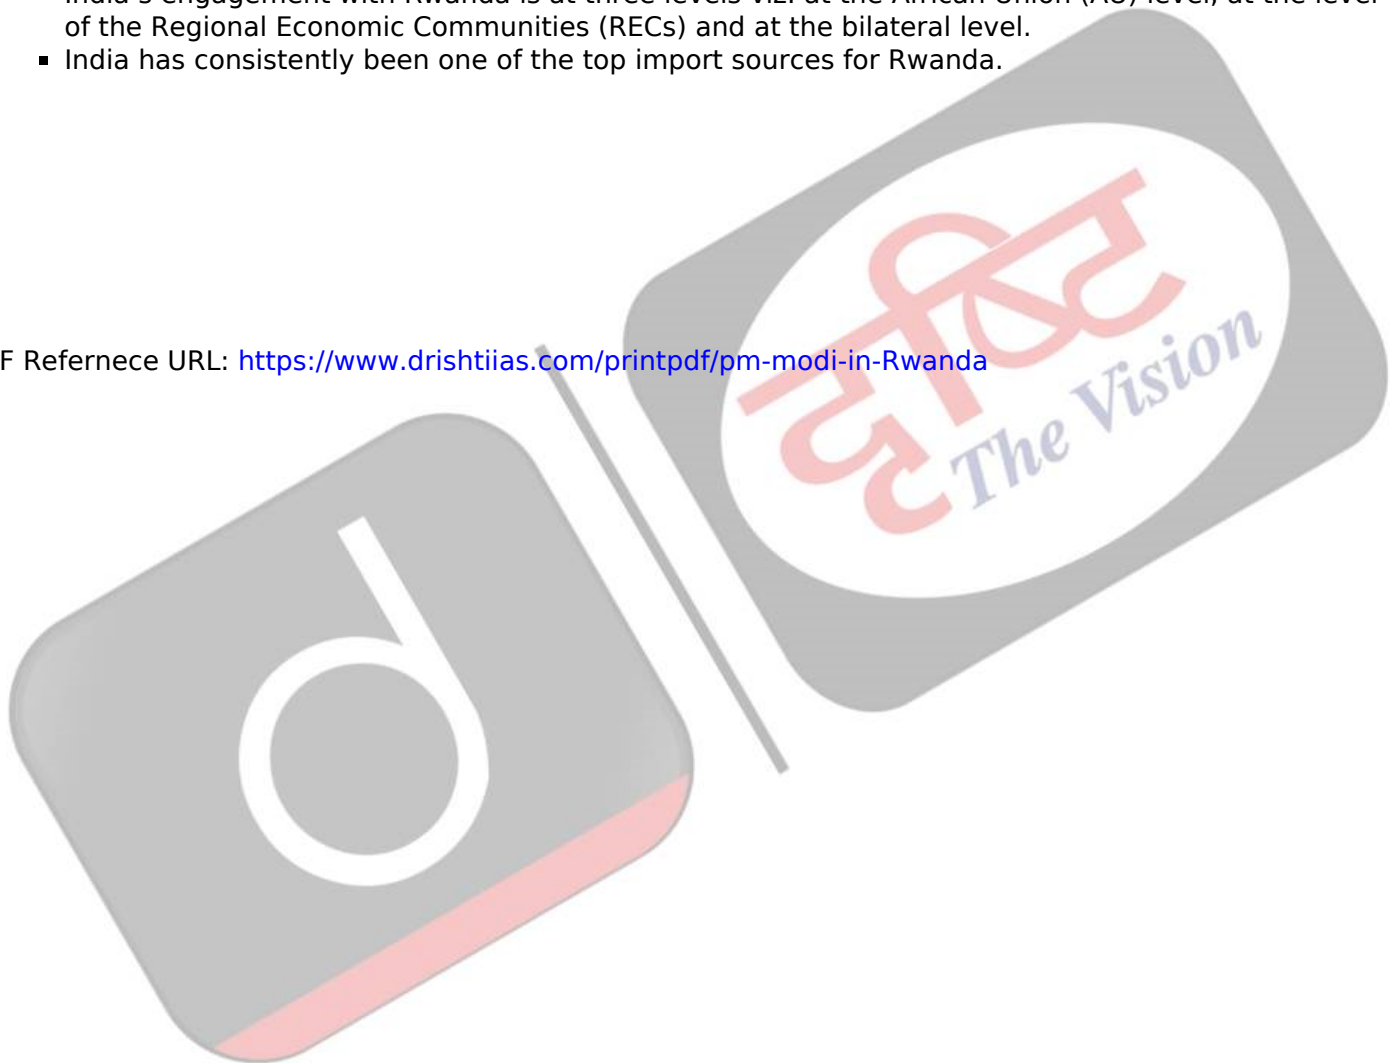 India's engagement with Rwanda is at three levels viz. at the African Union (AU) level, at the level
of the Regional Economic Communities (RECs) and at the bilateral level.
▪ India has consistently been one of the top import sources for Rwanda.
F Refernece URL: https://www.drishtiias.com/printpdf/pm-modi-in-Rwanda
दृष्टि
The Vision
d